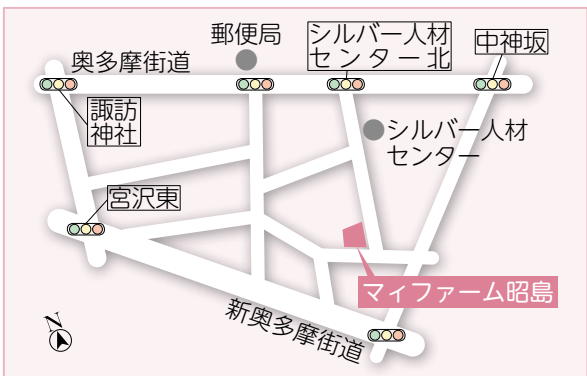 郵便局
シルバー人材
センター北
中神坂
奥多摩街道
諏訪
神社
シルバー人材
センター
宮沢東
マイファーム昭島
新奥多摩街道
N